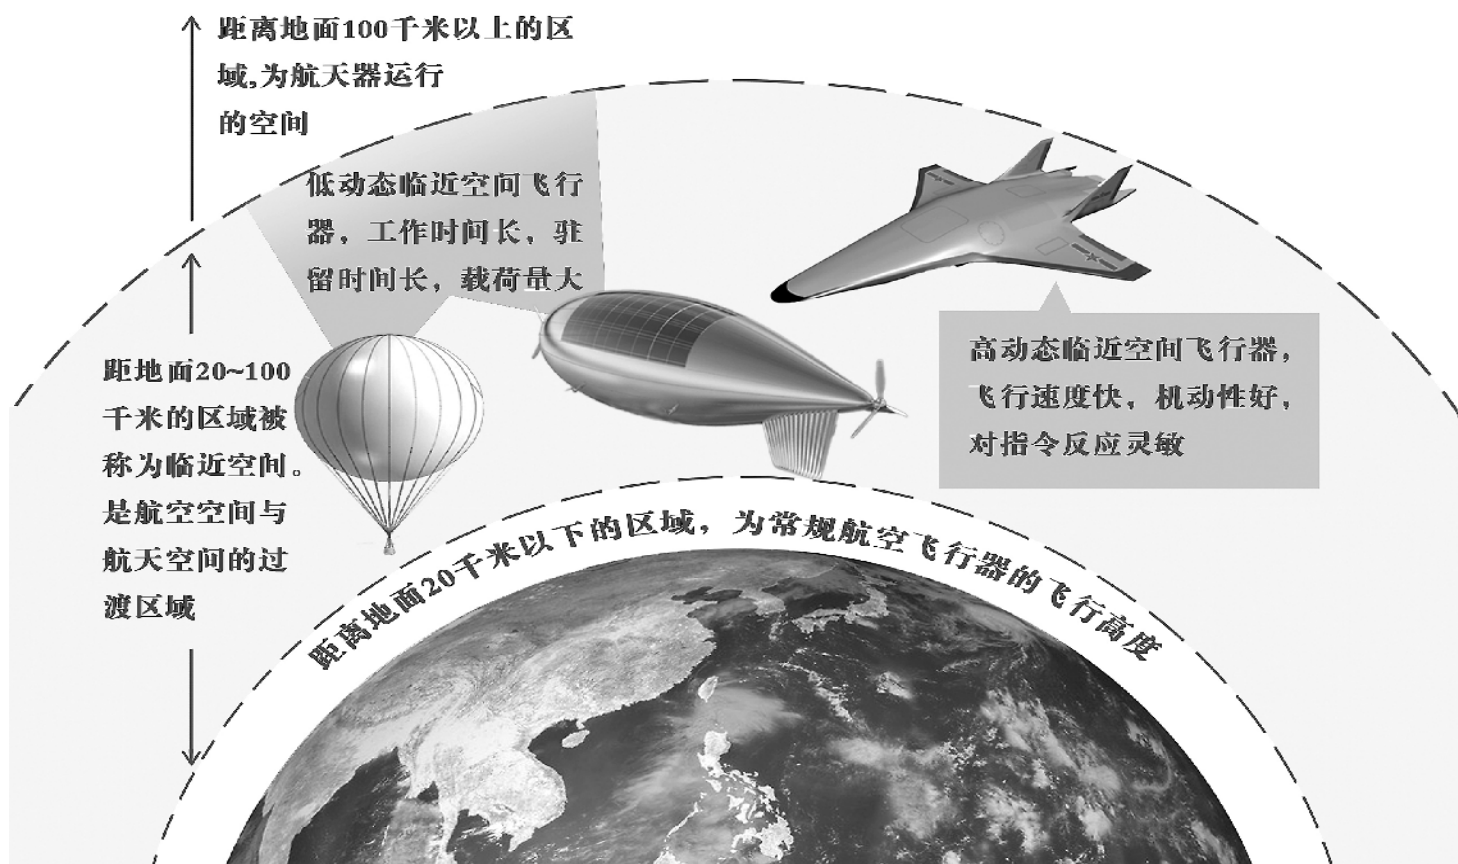 距离地面100千米以上的区
域,为航天器运行
的空间
低动态临近空间飞行
器，工作时间长，驻
留时间长，载荷量大
高动态临近空间飞行器，
飞行速度快，机动性好，
对指令反应灵敏
距地面20~100
千米的区域被
称为临近空间。
是航空空间与
航天空间的过
渡区域
距离地面20千米以下的区域，为常规航空飞行器的飞行高度